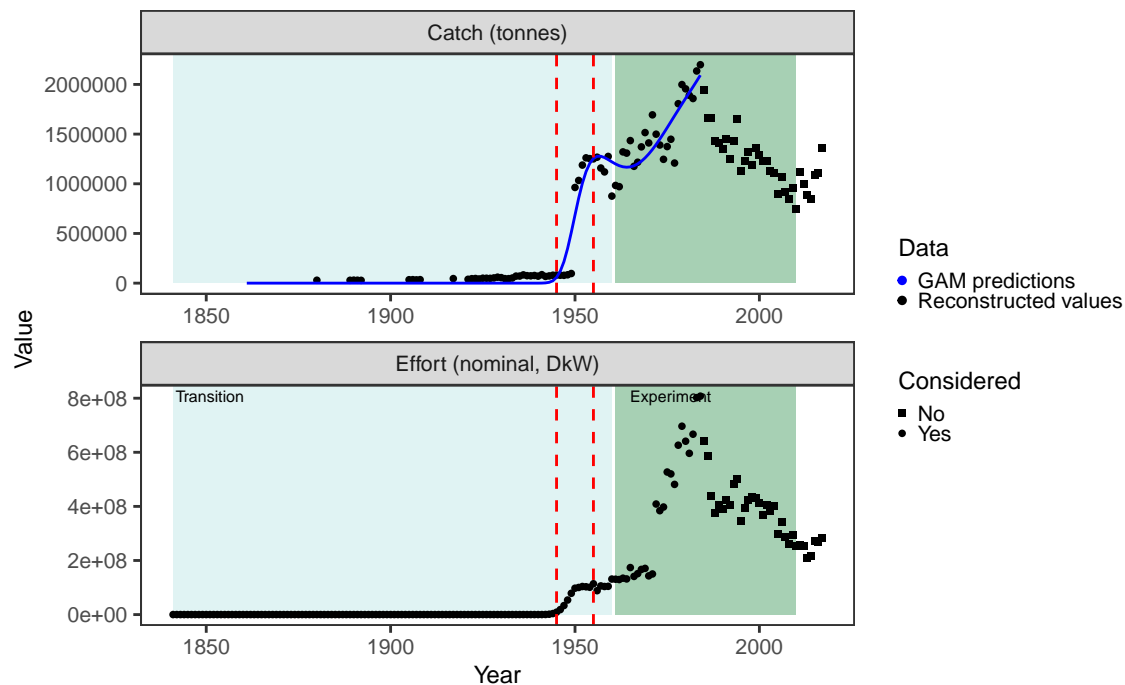 Catch (tonnes)
2000000
1500000
1000000
500000
0
1850
1900
1950
2000
Value
Effort (nominal, DkW)
Transition
Experiment
8e+08
6e+08
4e+08
2e+08
0e+00
1850
1900
1950
2000
Year
Data
GAM predictions
Reconstructed values
Considered
No
Yes